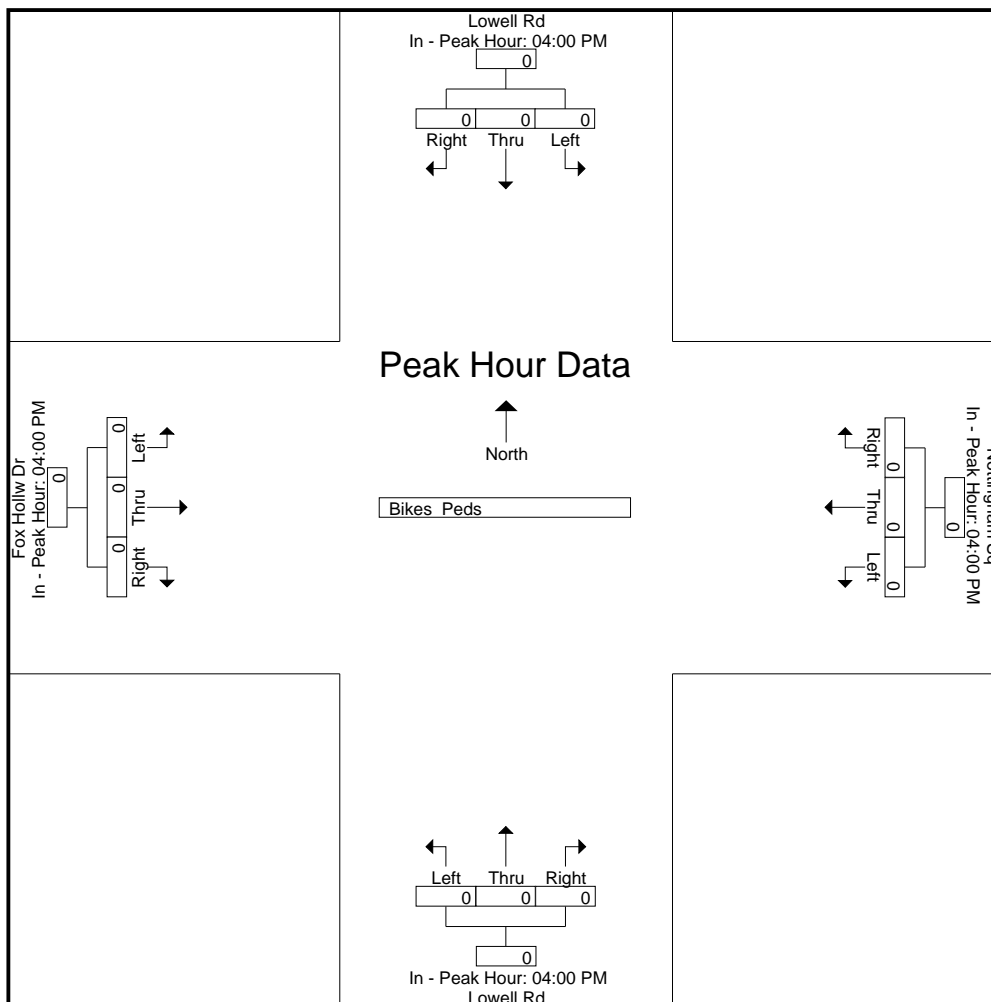 Lowell Rd
In - Peak Hour: 04:00 PM
0
0 0 0
Right Thru Left
Peak Hour Data
North
Bikes Peds
Fox Hollw Dr
In - Peak Hour: 04:00 PM
0
0 0 0
Left Thru Right
Nottingham Sq
In - Peak Hour: 04:00 PM
0
0 0 0
Right Thru Left
Left Thru Right
0 0 0
0
In - Peak Hour: 04:00 PM
Lowell Rd